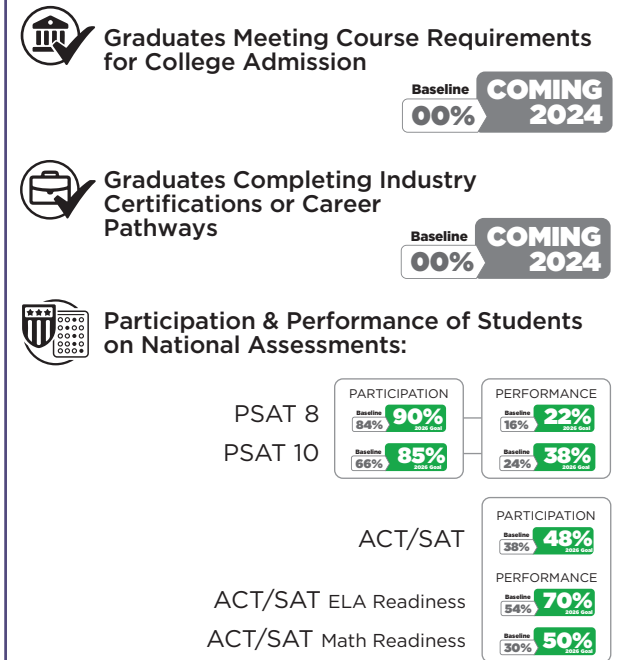 Graduates Meeting Course Requirements
for College Admission
Baseline
00%
COMING
2024
Graduates Completing Industry
Certifications or Career
Pathways
Baseline
00%
COMING
2024
Participation & Performance of Students
on National Assessments:
PARTICIPATION
PERFORMANCE
PSAT 8
Baseline
84%
90%
2026 Goal
Baseline
16%
22%
2026 Goal
PSAT 10
Baseline
66%
85%
2026 Goal
Baseline
24%
38%
2026 Goal
PARTICIPATION
ACT/SAT
Baseline
38%
48%
2026 Goal
PERFORMANCE
ACT/SAT ELA Readiness
Baseline
54%
70%
2026 Goal
ACT/SAT Math Readiness
Baseline
30%
50%
2026 Goal